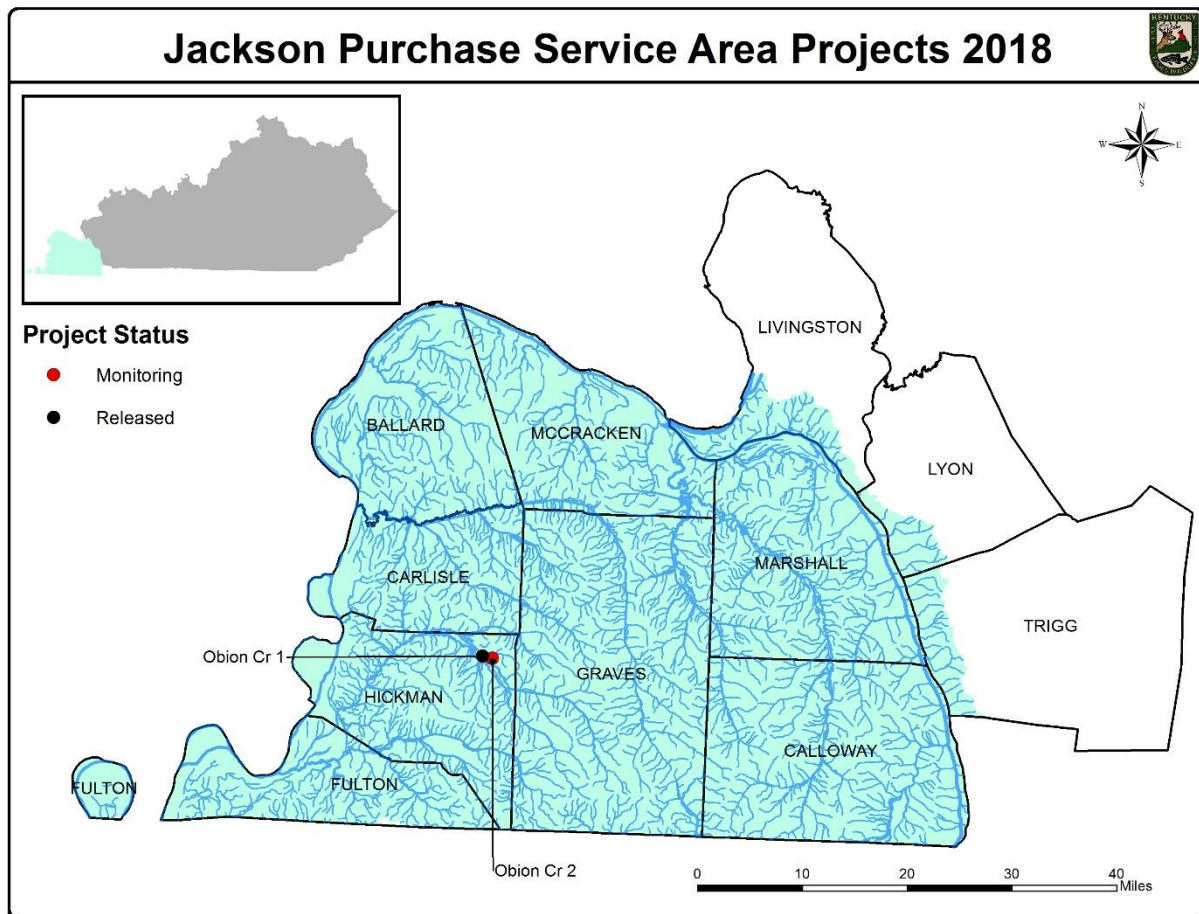 Jackson Purchase Service Area Projects 2018
KENTUCKY
N
W
E
S
Project Status
Monitoring
Released
LIVINGSTON
BALLARD
MCCRACKEN
LYON
CARLISLE
MARSHALL
TRIGG
Obion Cr 1
GRAVES
HICKMAN
CALLOWAY
FULTON
FULTON
Obion Cr 2
0 10 20 30 40
Miles